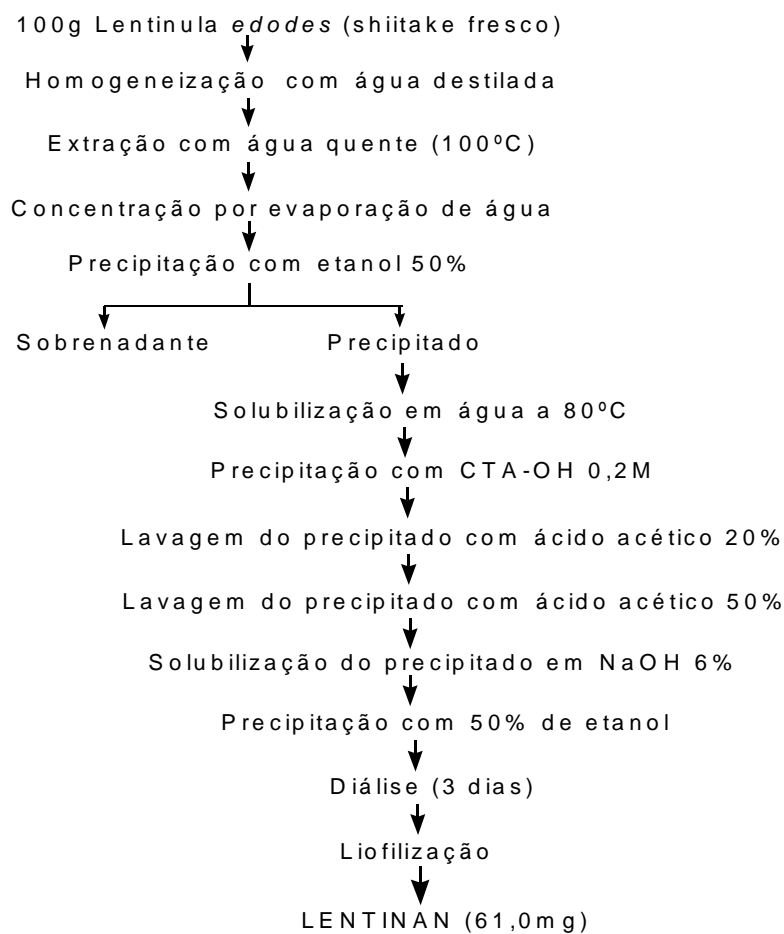 100g Lentinula edodes (shiitake fresco)
Homogeneização com água destilada
Extração com água quente (100ºC)
Concentração por evaporação de água
Precipitação com etanol 50%
Sobrenadante Precipitado
Solubilização em água a 80ºC
Precipitação com CTA-OH 0,2M
Lavagem do precipitado com ácido acético 20%
Lavagem do precipitado com ácido acético 50%
Solubilização do precipitado em NaOH 6%
Precipitação com 50% de etanol
Diálise (3 dias)
Liofilização
LENTINAN (61,0mg)